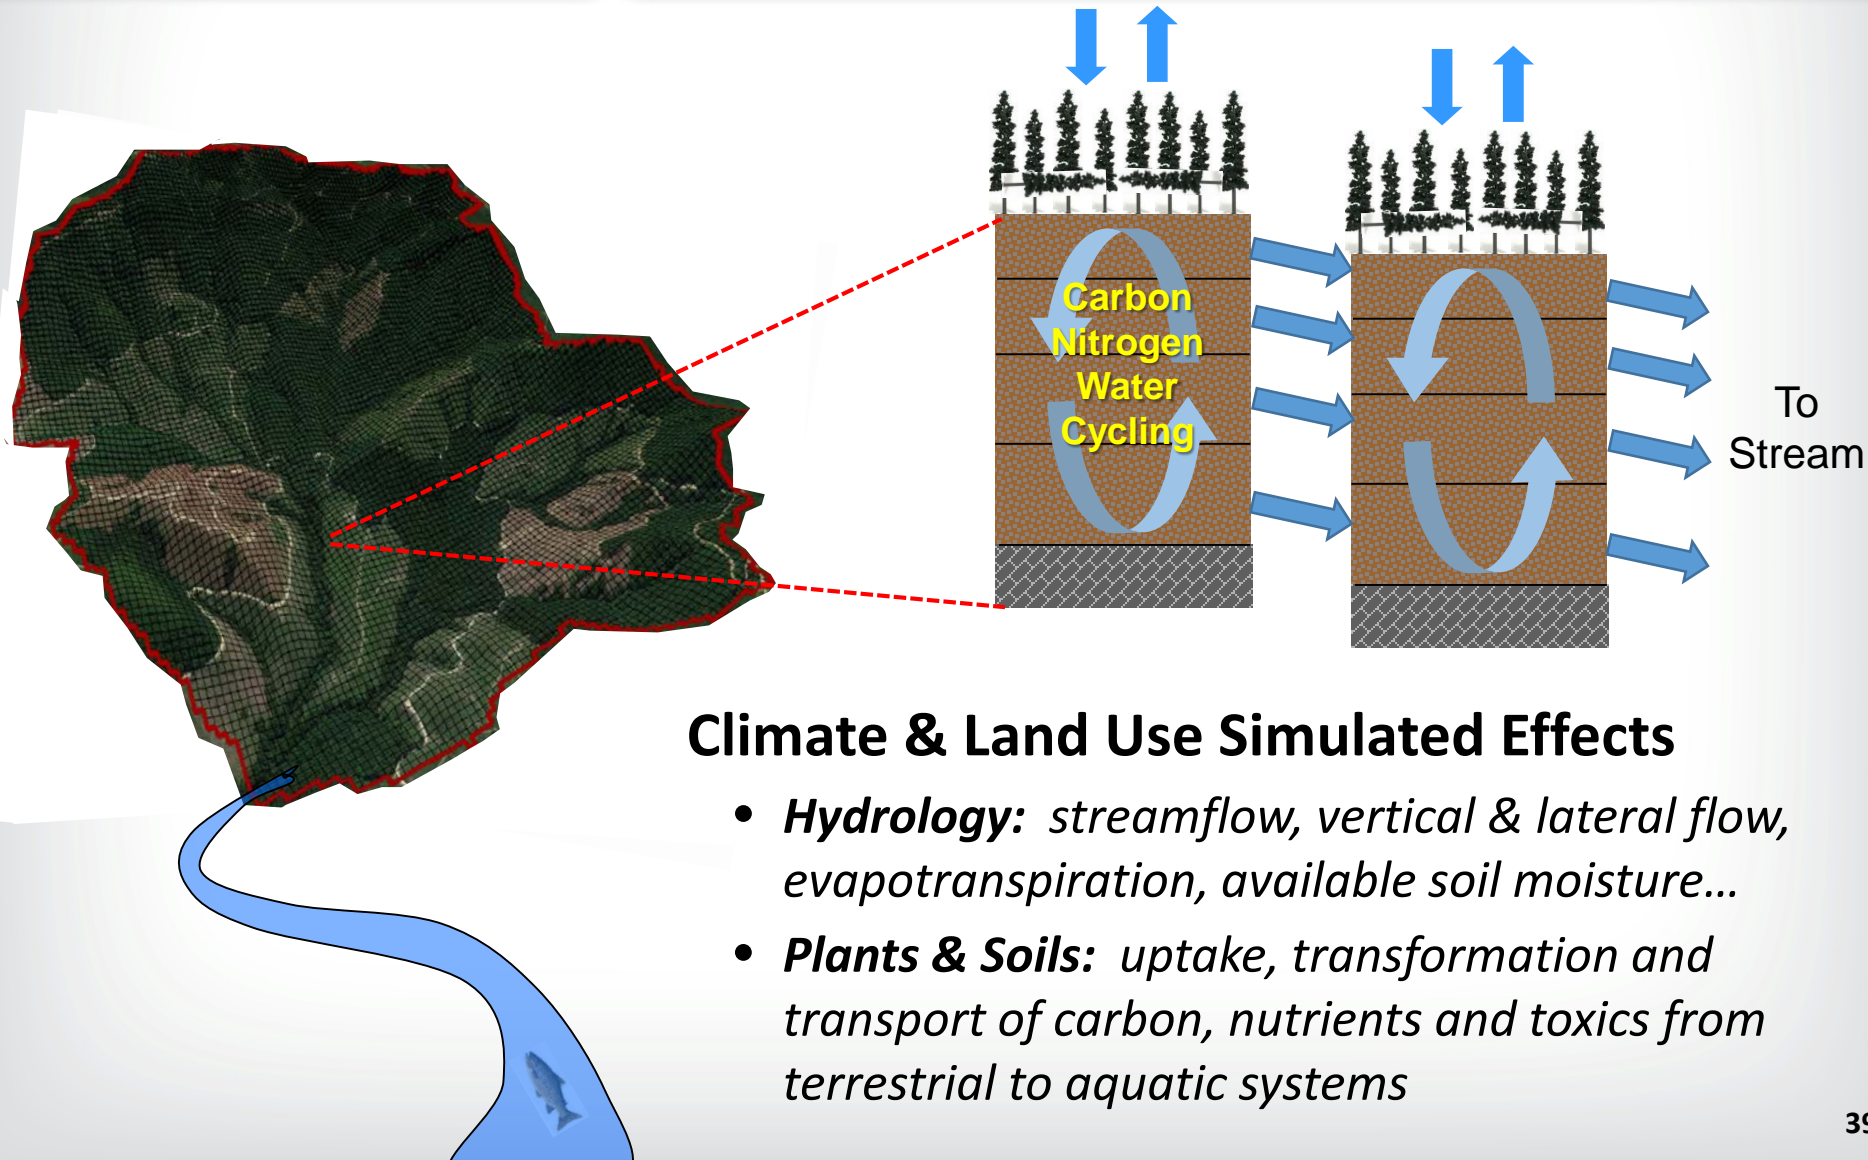 Carbon
Nitrogen
Water
Cycling
To
Stream
Climate & Land Use Simulated Effects
• Hydrology: streamflow, vertical & lateral flow,
evapotranspiration, available soil moisture…
• Plants & Soils: uptake, transformation and
transport of carbon, nutrients and toxics from
terrestrial to aquatic systems
39